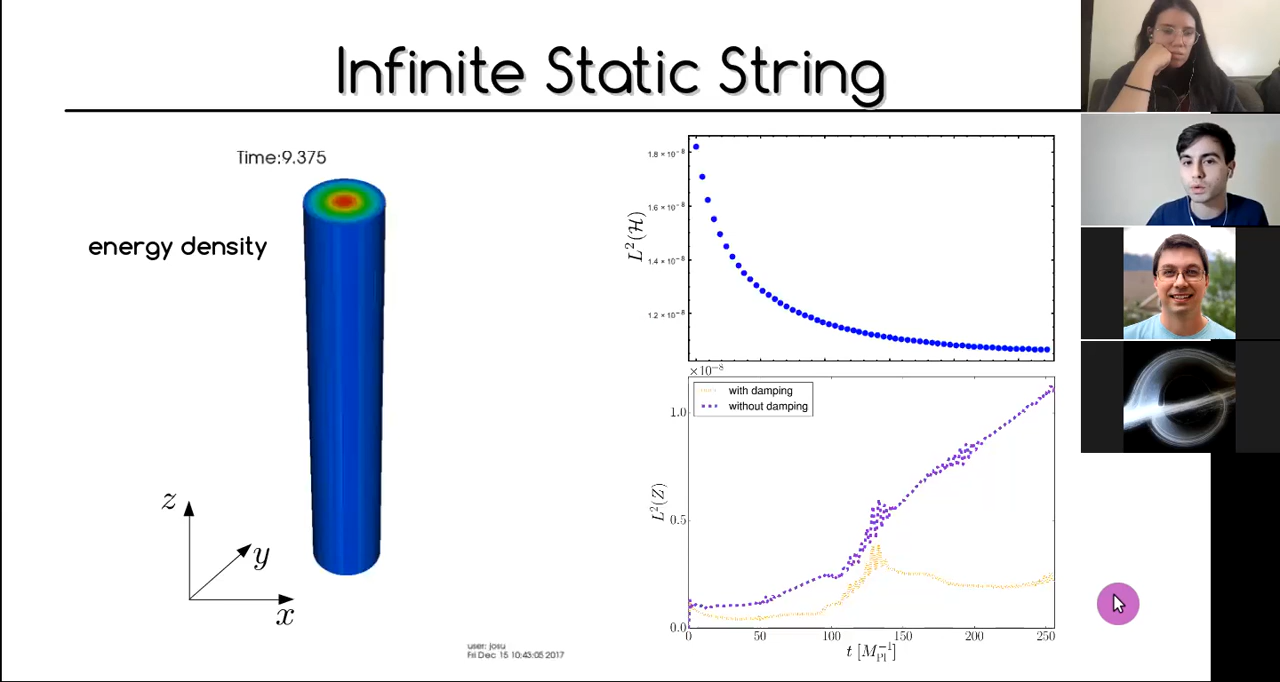 Infinite Static String
Time:9.375
energy density
z
y
x
user: josu
Fri Dec 15 10:43:05 2017
L²(ℋ)
1.8 × 10⁻⁸
1.6 × 10⁻⁸
1.4 × 10⁻⁸
1.2 × 10⁻⁸
×10⁻⁸
with damping
without damping
L²(Z)
1.0
0.5
0.0
0 50 100 150 200 250
t [M_Pl⁻¹]